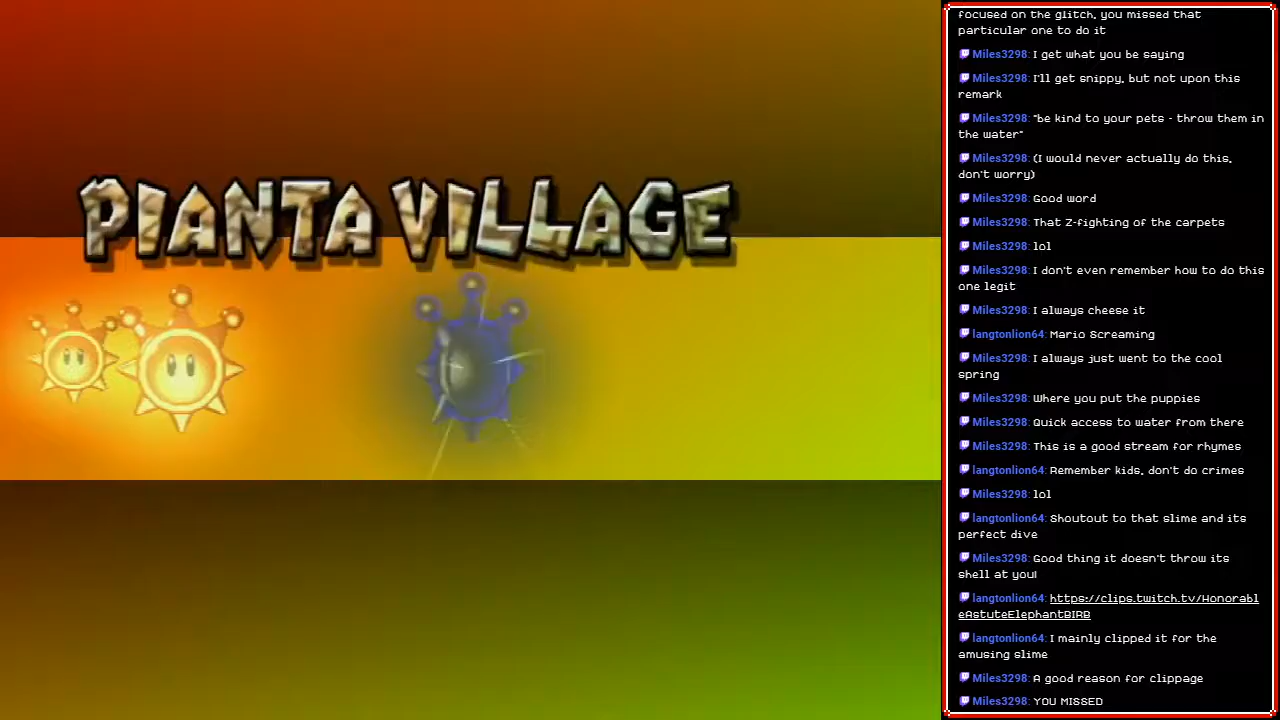 PIANTA VILLAGE
focused on the glitch, you missed that
particular one to do it
Miles3298: I get what you be saying
Miles3298: I'll get snippy, but not upon this
remark
Miles3298: "be kind to your pets - throw them in
the water"
Miles3298: (I would never actually do this,
don't worry)
Miles3298: Good word
Miles3298: That Z-fighting of the carpets
Miles3298: lol
Miles3298: I don't even remember how to do this
one legit
Miles3298: I always cheese it
langtonlion64: Mario Screaming
Miles3298: I always just went to the cool
spring
Miles3298: Where you put the puppies
Miles3298: Quick access to water from there
Miles3298: This is a good stream for rhymes
langtonlion64: Remember kids, don't do crimes
Miles3298: lol
langtonlion64: Shoutout to that slime and its
perfect dive
Miles3298: Good thing it doesn't throw its
shell at you!
langtonlion64: https://clips.twitch.tv/Honorabl
eAstuteElephantBIRB
langtonlion64: I mainly clipped it for the
amusing slime
Miles3298: A good reason for clippage
Miles3298: YOU MISSED